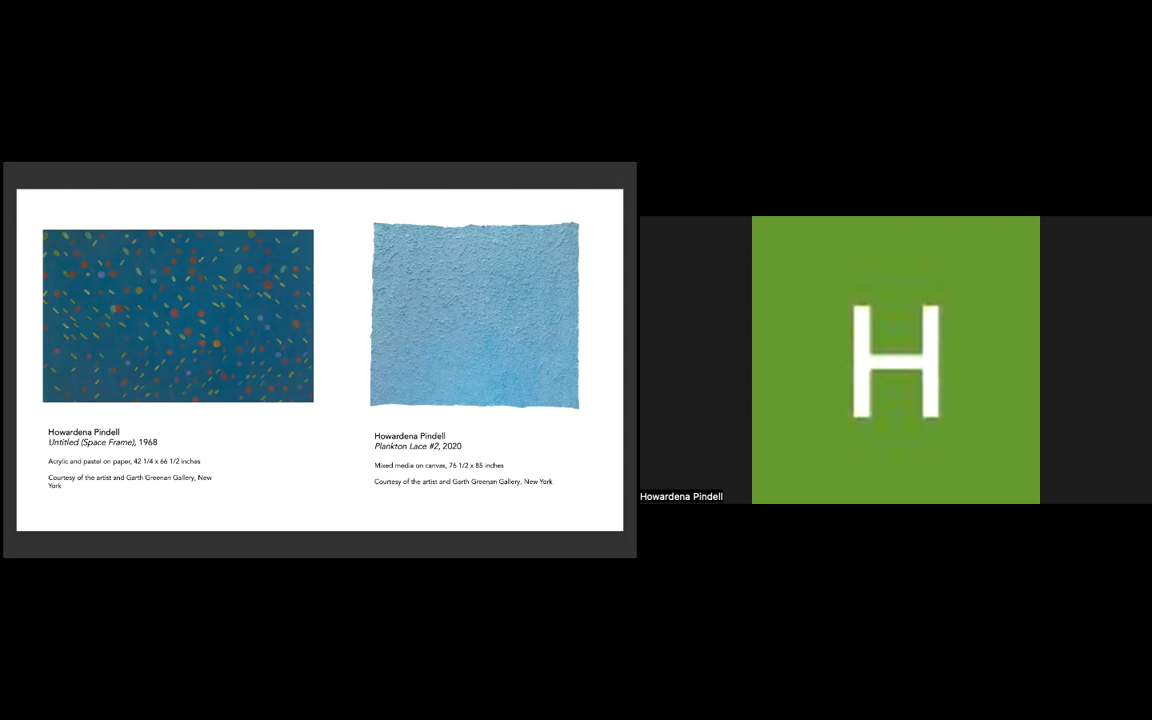 Howardena Pindell
Untitled (Space Frame), 1968
Acrylic and pastel on paper, 42 1/4 x 66 1/2 inches
Courtesy of the artist and Garth Greenan Gallery, New
York
Howardena Pindell
Plankton Lace #2, 2020
Mixed media on canvas, 76 1/2 x 85 inches
Courtesy of the artist and Garth Greenan Gallery, New York
H
Howardena Pindell